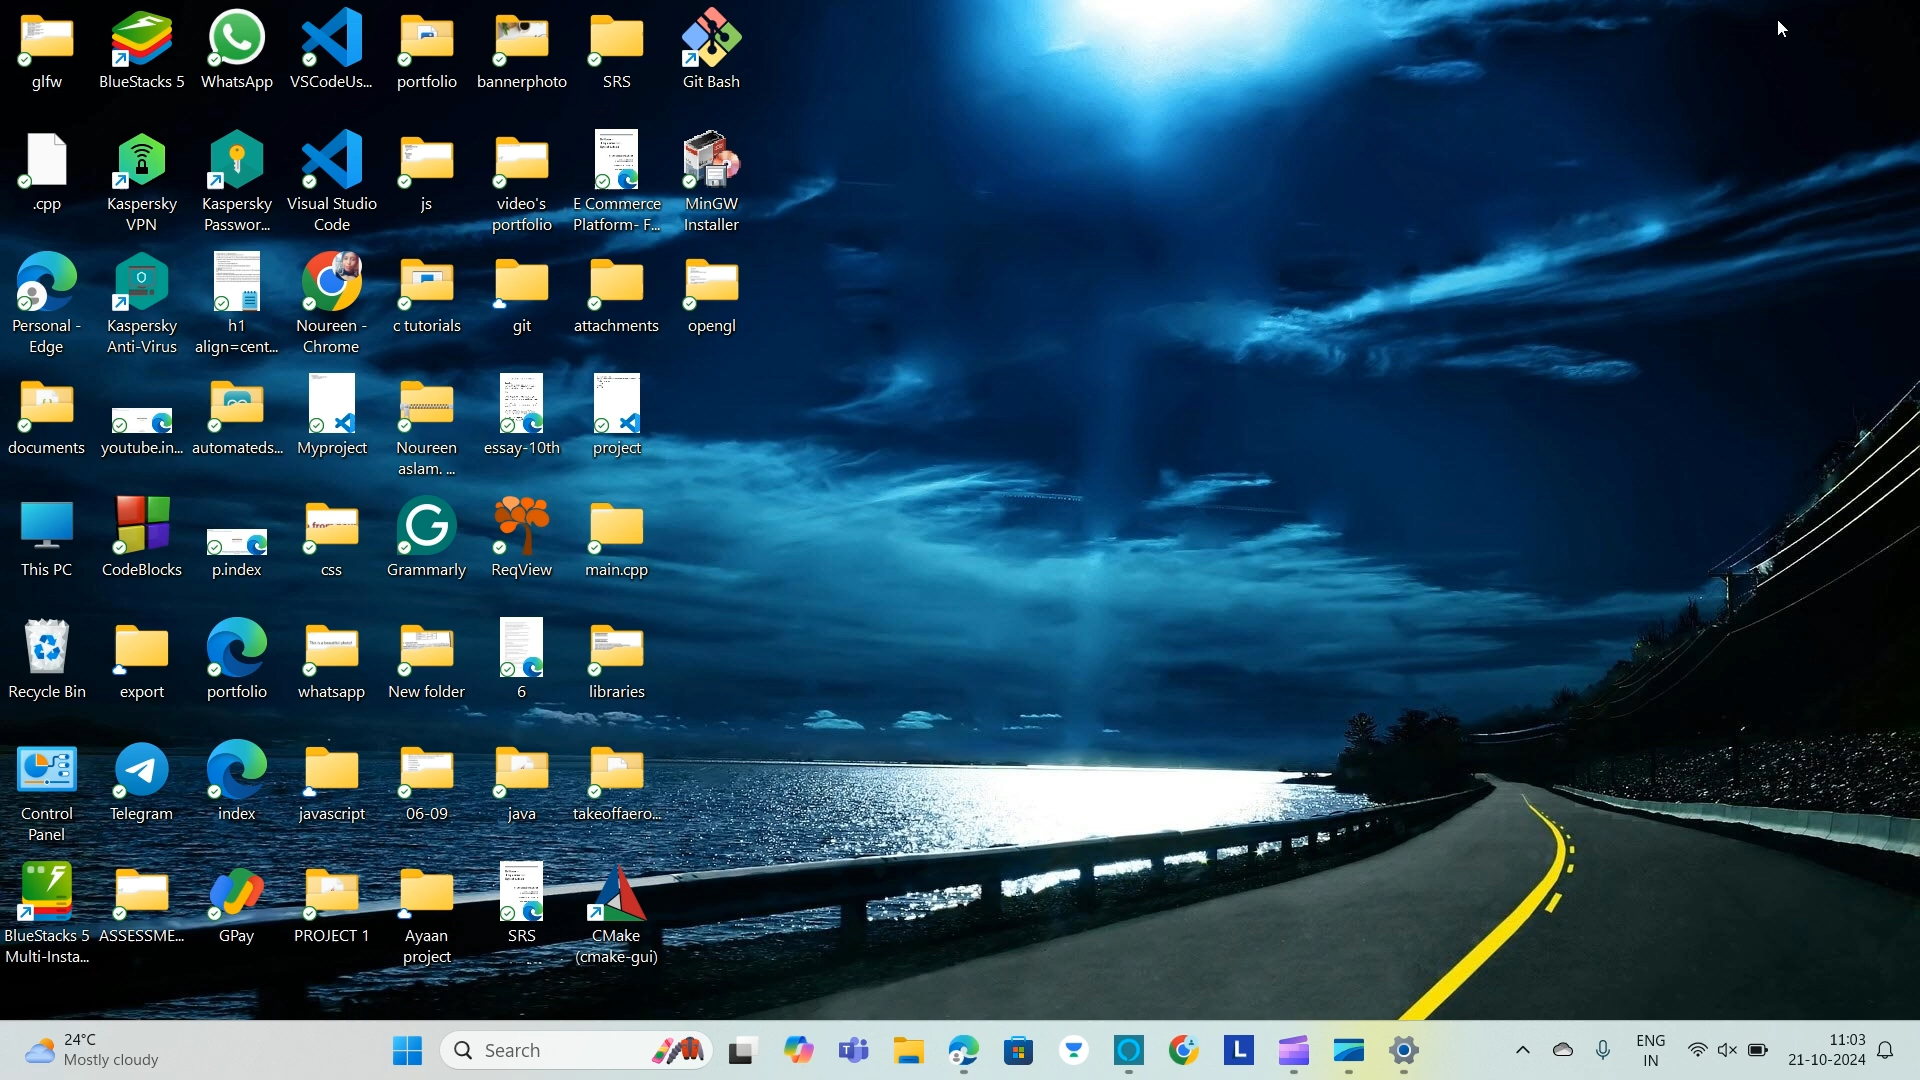 glfw
BlueStacks 5
WhatsApp
VSCodeUs...
portfolio
bannerphoto
SRS
Git Bash
.cpp
Kaspersky
VPN
Kaspersky
Passwor...
Visual Studio
Code
js
video's
portfolio
E Commerce
Platform- F...
MinGW
Installer
Personal -
Edge
Kaspersky
Anti-Virus
h1
align=cent...
Noureen -
Chrome
c tutorials
git
attachments
opengl
documents
youtube.in...
automateds...
Myproject
Noureen
aslam. ...
essay-10th
project
This PC
CodeBlocks
p.index
css
Grammarly
ReqView
main.cpp
Recycle Bin
export
portfolio
whatsapp
New folder
6
libraries
Control
Panel
Telegram
index
javascript
06-09
java
takeoffaero...
BlueStacks 5
Multi-Insta...
ASSESSME...
GPay
PROJECT 1
Ayaan
project
SRS
CMake
(cmake-gui)
24°C
Mostly cloudy
Search
L
ENG
IN
11:03
21-10-2024